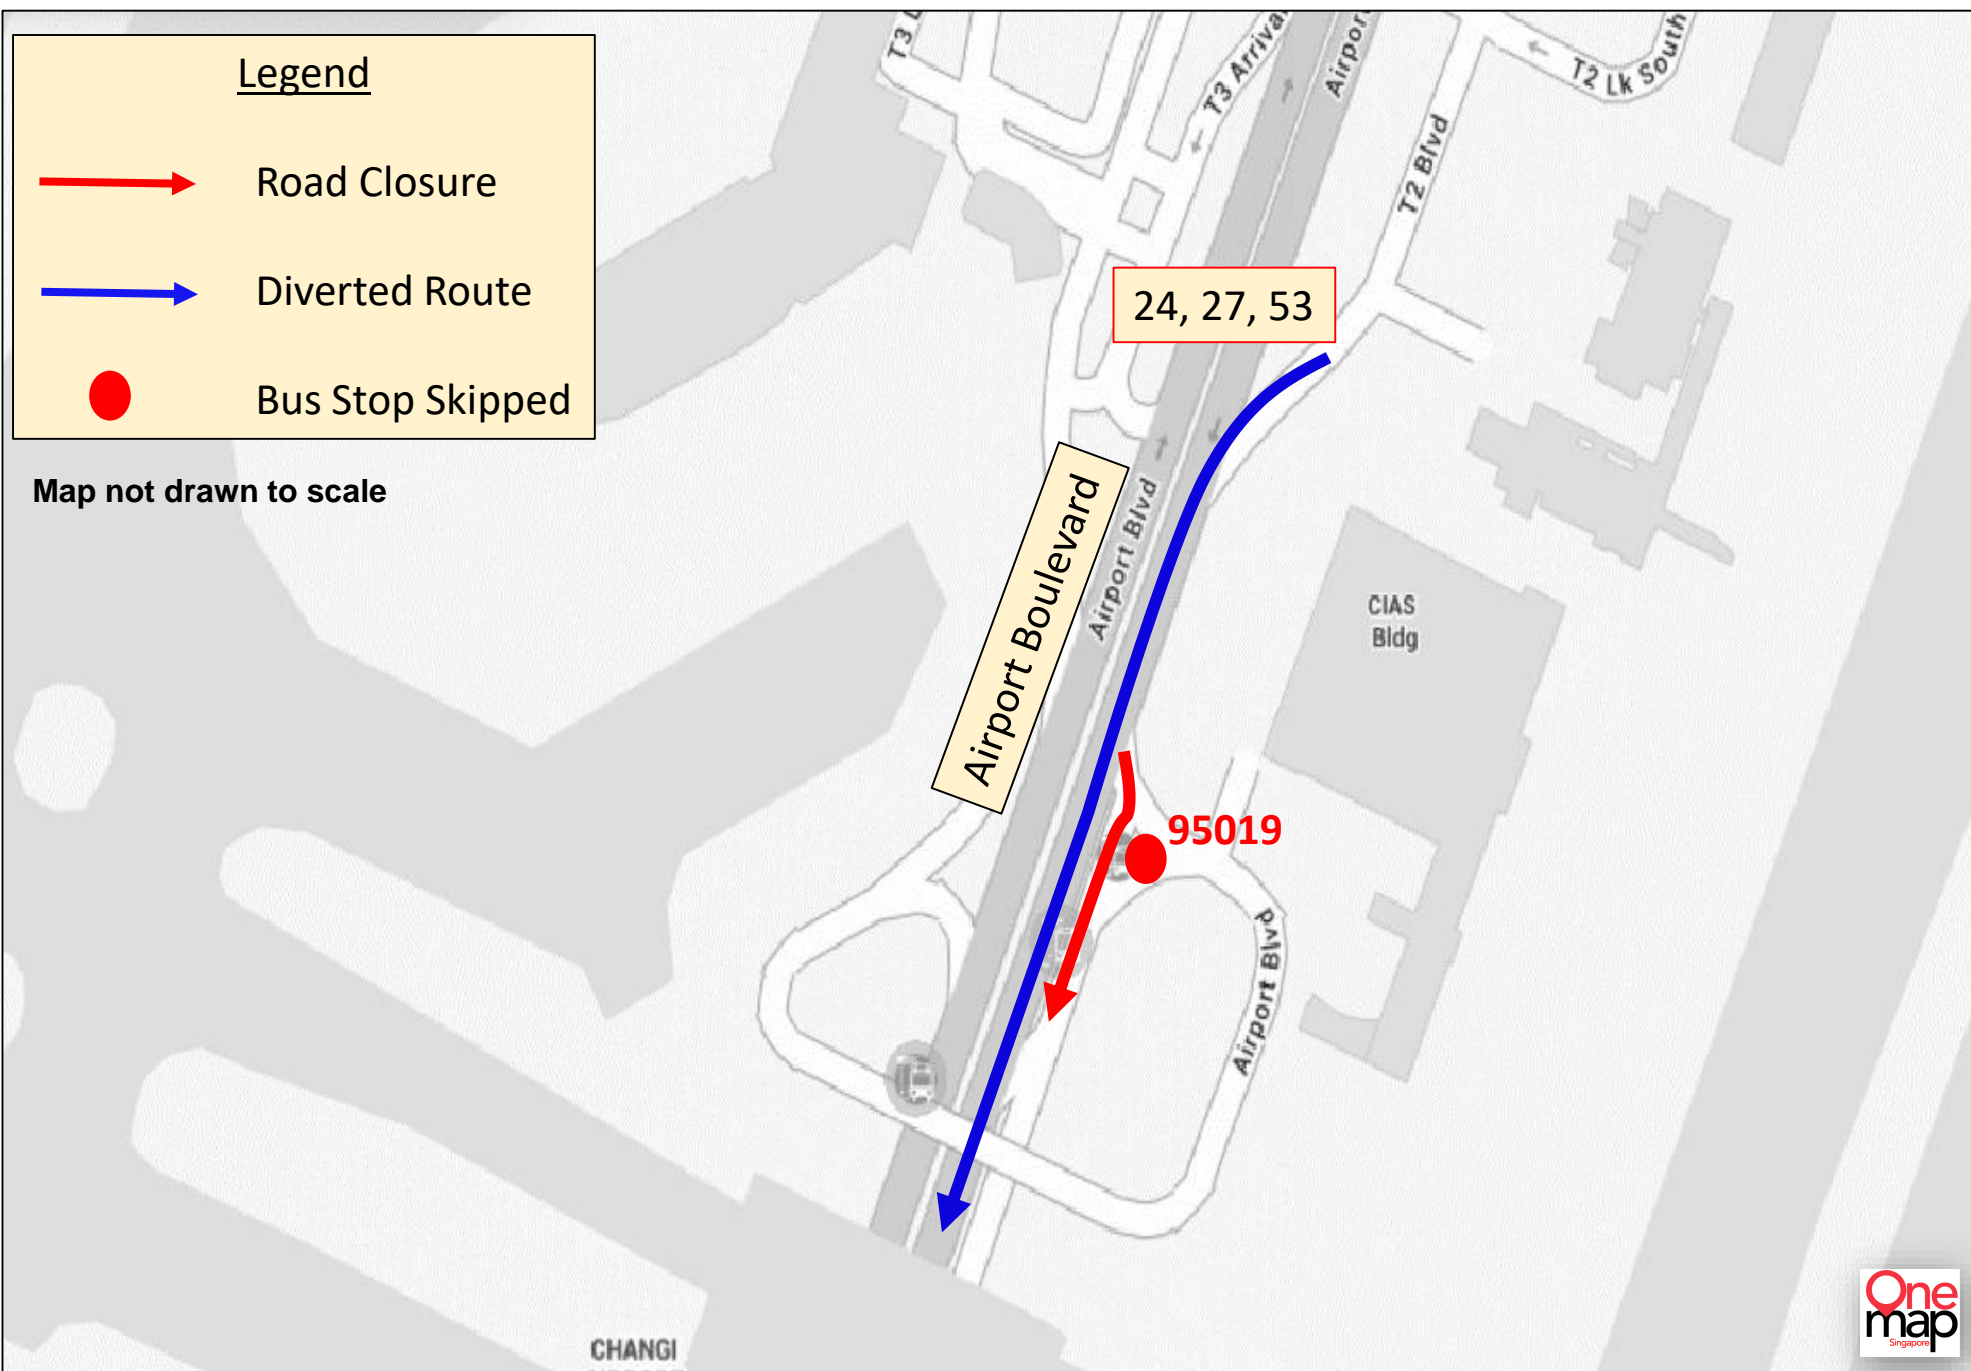 Legend
Road Closure
Diverted Route
Bus Stop Skipped
Map not drawn to scale
T3 Arrival
T2 Lk South
T2 Blvd
24, 27, 53
Airport Blvd
Airport Boulevard
CIAS
Bldg
95019
Airport Blvd
CHANGI
One
map
Singapore